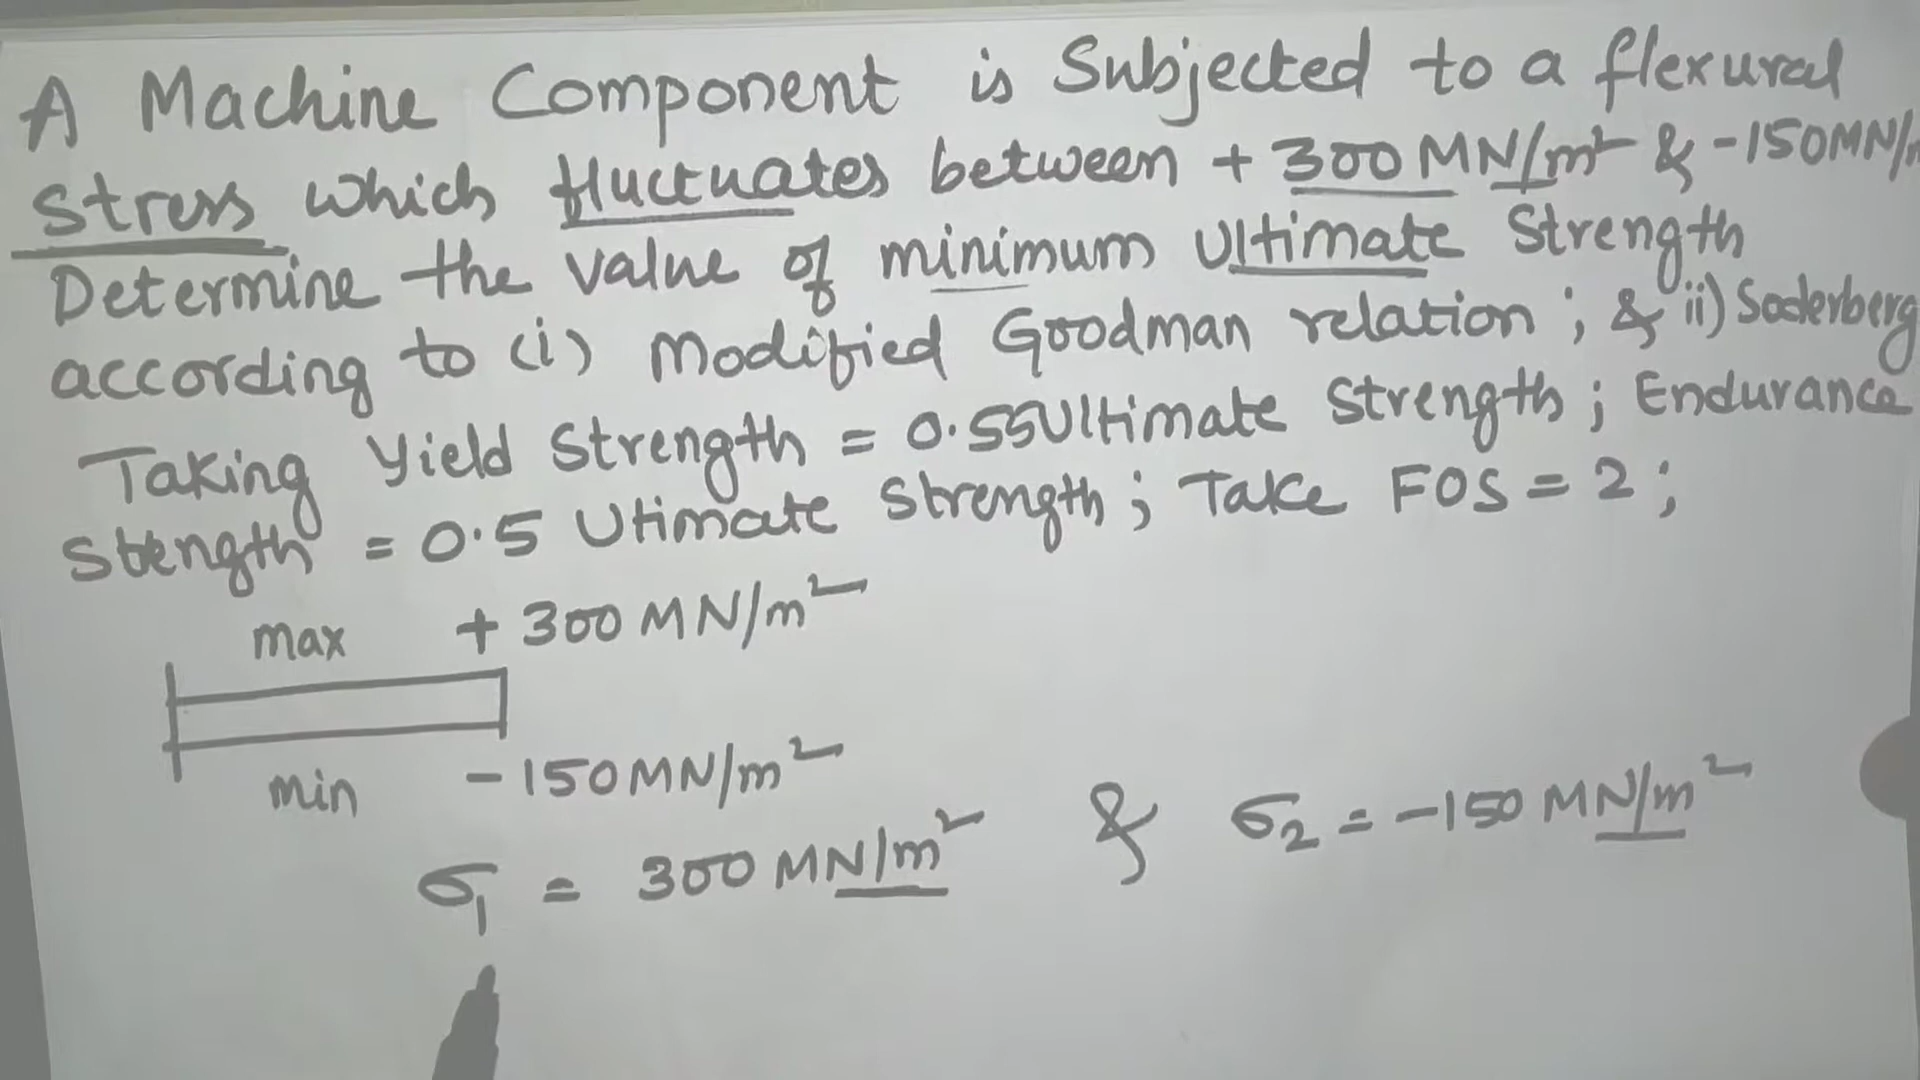 A Machine Component is Subjected to a flexural
Stress which fluctuates between + 300 MN/m² & -150MN/
Determine the value of minimum Ultimate Strength
according to (i) Modified Goodman relation ; & ii) Soderberg
Taking Yield Strength = 0.55Ultimate Strength ; Endurance
Stength = 0.5 Utimate Strength ; Take FOS = 2 ;
max + 300 MN/m²
min - 150MN/m²
σ1 = 300 MN/m² & σ2 = -150 MN/m²